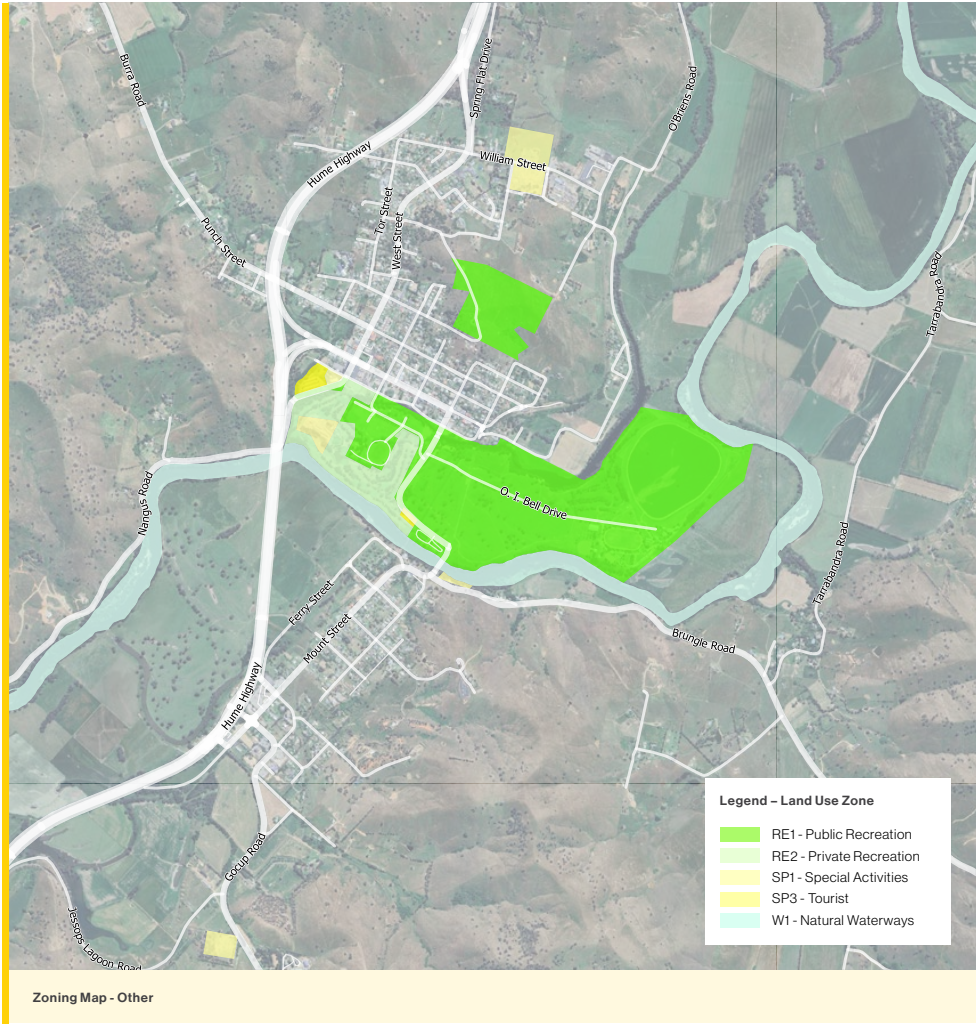 Burra Road
Spring Flat Drive
O'Briens Road
Hume Highway
William Street
Tor Street
West Street
Punch Street
Tarrabandra Road
Nangus Road
O. I. Bell Drive
Tarrabandra Road
Ferry Street
Mount Street
Brungle Road
Hume Highway
Gocup Road
Jessops Lagoon Road
Legend – Land Use Zone
RE1 - Public Recreation
RE2 - Private Recreation
SP1 - Special Activities
SP3 - Tourist
W1 - Natural Waterways
Zoning Map - Other